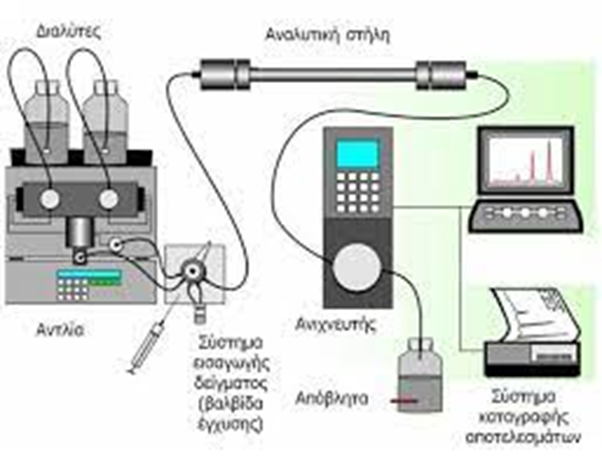 Διαλύτες
Αναλυτική στήλη
Αντλία
Σύστημα
εισαγωγής
δείγματος
(βαλβίδα
έγχυσης)
Ανιχνευτής
Απόβλητα
Σύστημα
καταγραφής
αποτελεσμάτων